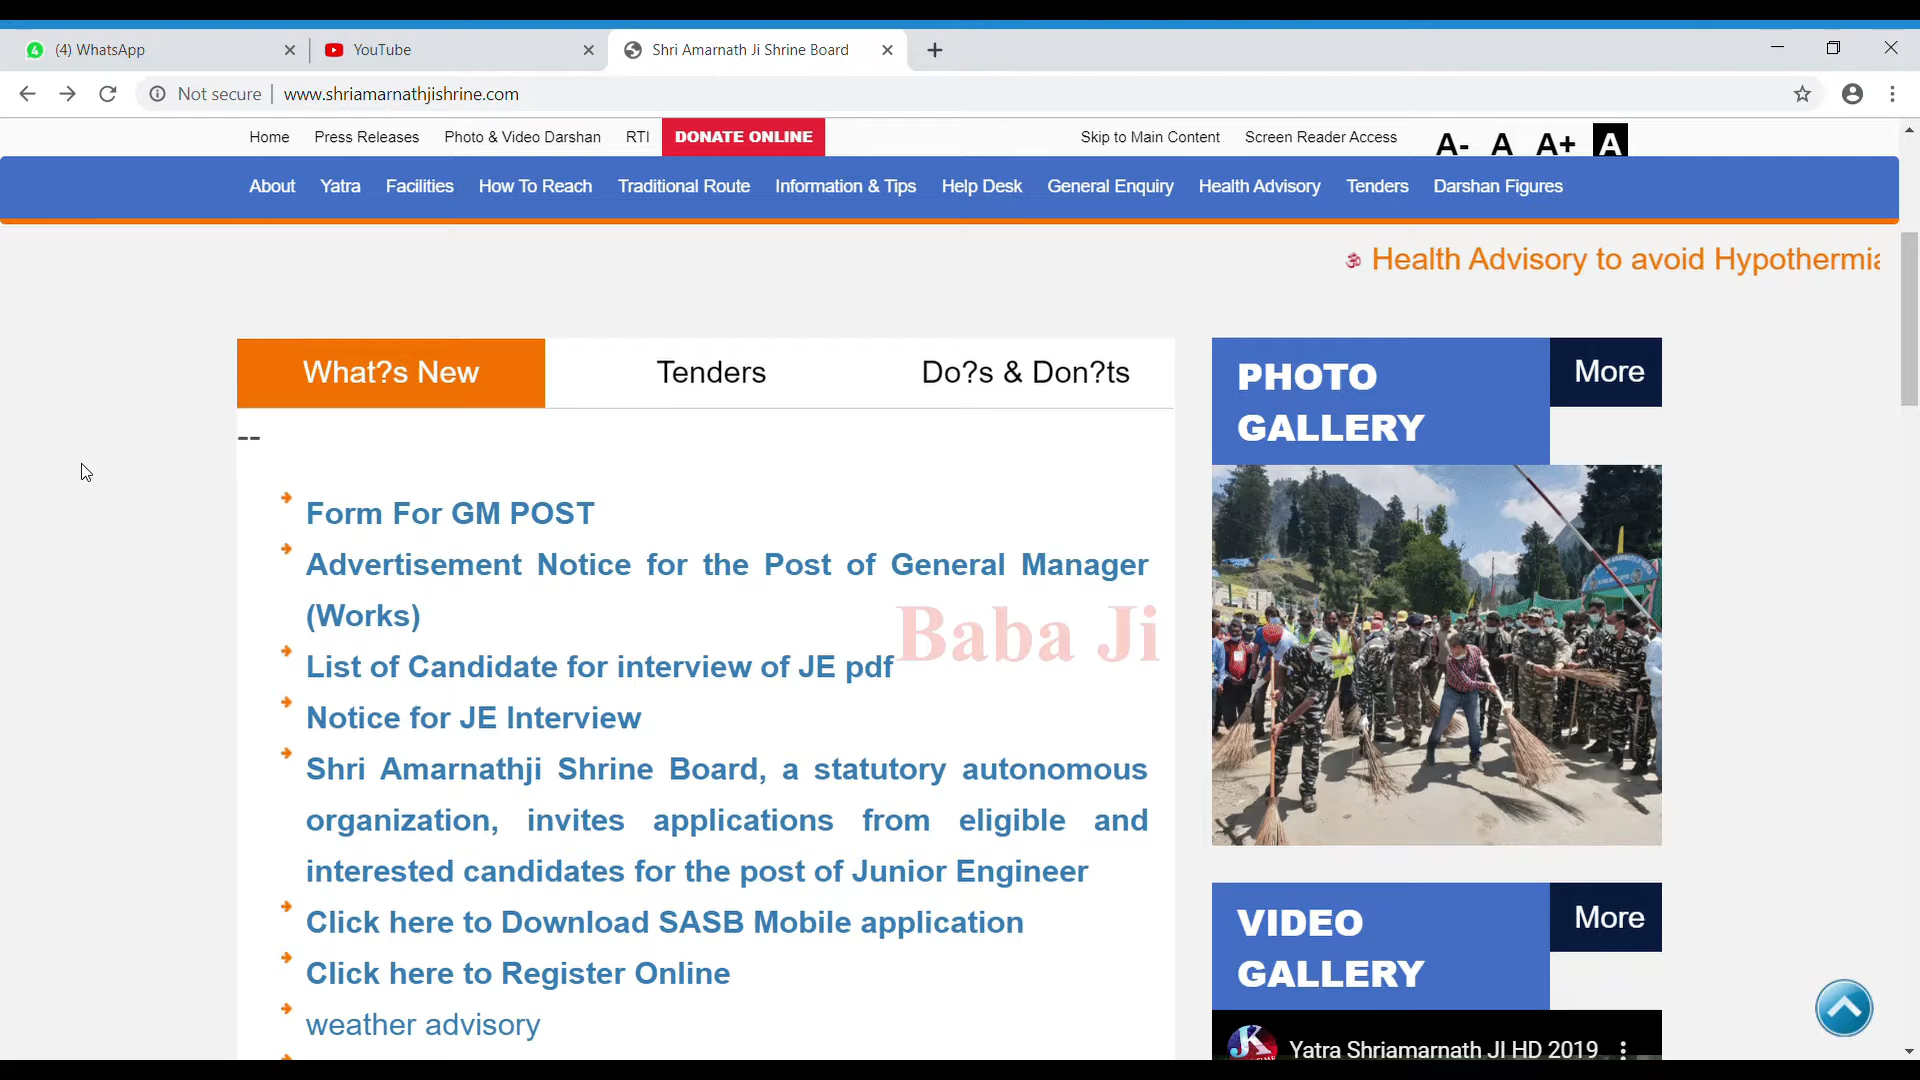 (4) WhatsApp
YouTube
Shri Amarnath Ji Shrine Board
Not secure
www.shriamarnathjishrine.com
Home Press Releases Photo & Video Darshan RTI DONATE ONLINE Skip to Main Content Screen Reader Access A- A A+ A
About Yatra Facilities How To Reach Traditional Route Information & Tips Help Desk General Enquiry Health Advisory Tenders Darshan Figures
ॐ Health Advisory to avoid Hypothermia
What?s New Tenders Do?s & Don?ts
--
Form For GM POST
Advertisement Notice for the Post of General Manager
(Works)
List of Candidate for interview of JE pdf
Baba Ji
Notice for JE Interview
Shri Amarnathji Shrine Board, a statutory autonomous
organization, invites applications from eligible and
interested candidates for the post of Junior Engineer
Click here to Download SASB Mobile application
Click here to Register Online
weather advisory
PHOTO
GALLERY
More
VIDEO
GALLERY
More
JK
Yatra Shriamarnath JI HD 2019